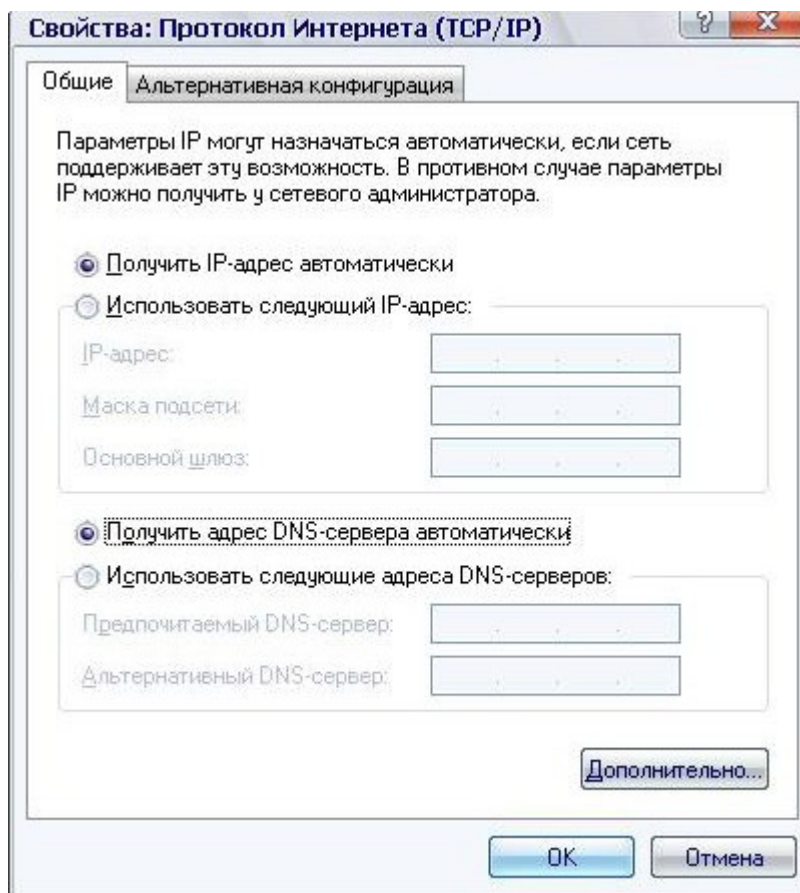 Свойства: Протокол Интернета (TCP/IP)
Общие
Альтернативная конфигурация
Параметры IP могут назначаться автоматически, если сеть
поддерживает эту возможность. В противном случае параметры
IP можно получить у сетевого администратора.
Получить IP-адрес автоматически
Использовать следующий IP-адрес:
IP-адрес:
Маска подсети:
Основной шлюз:
Получить адрес DNS-сервера автоматически
Использовать следующие адреса DNS-серверов:
Предпочитаемый DNS-сервер:
Альтернативный DNS-сервер:
Дополнительно...
OK
Отмена